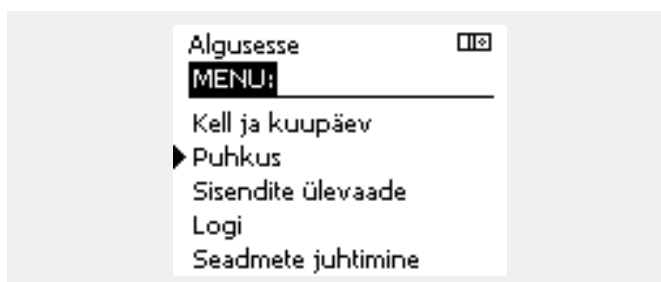 Algusesse
MENU:
Kell ja kuupäev
Puhkus
Sisendite ülevaade
Logi
Seadmete juhtimine